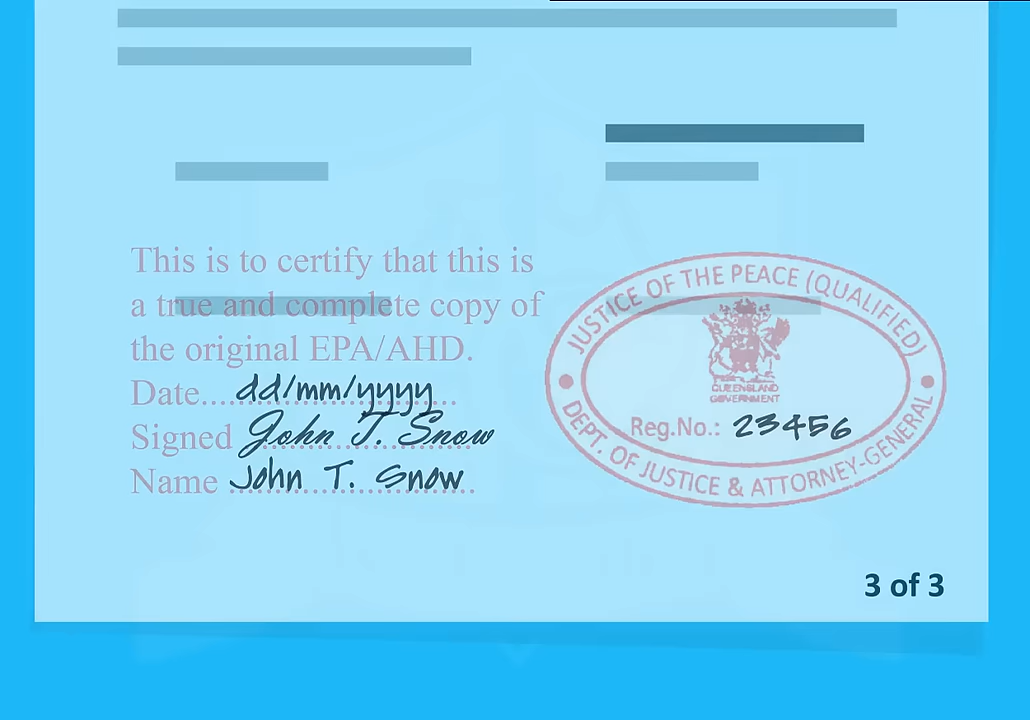 This is to certify that this is
a true and complete copy of
the original EPA/AHD.
Date.... dd/mm/yyyy
Signed John T. Snow
Name John T. Snow
JUSTICE OF THE PEACE (QUALIFIED)
QUEENSLAND
GOVERNMENT
Reg.No.: 23456
DEPT. OF JUSTICE & ATTORNEY-GENERAL
3 of 3